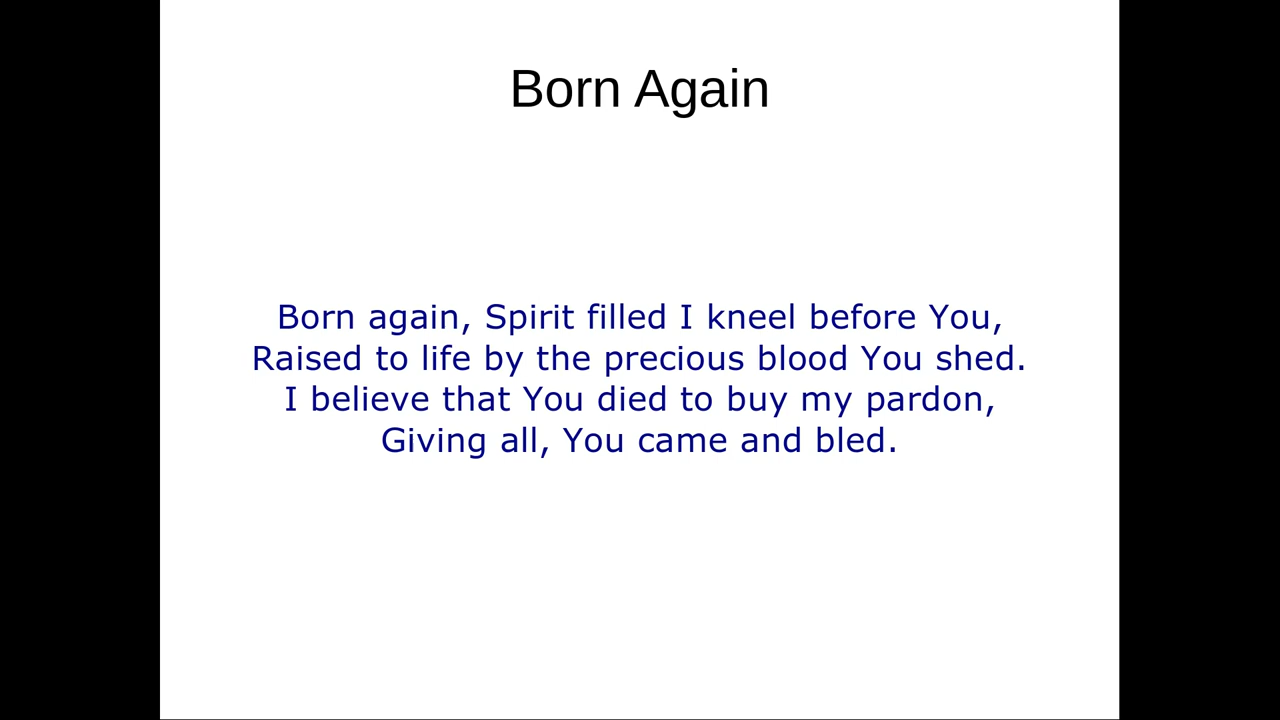 Born Again
Born again, Spirit filled I kneel before You,
Raised to life by the precious blood You shed.
I believe that You died to buy my pardon,
Giving all, You came and bled.